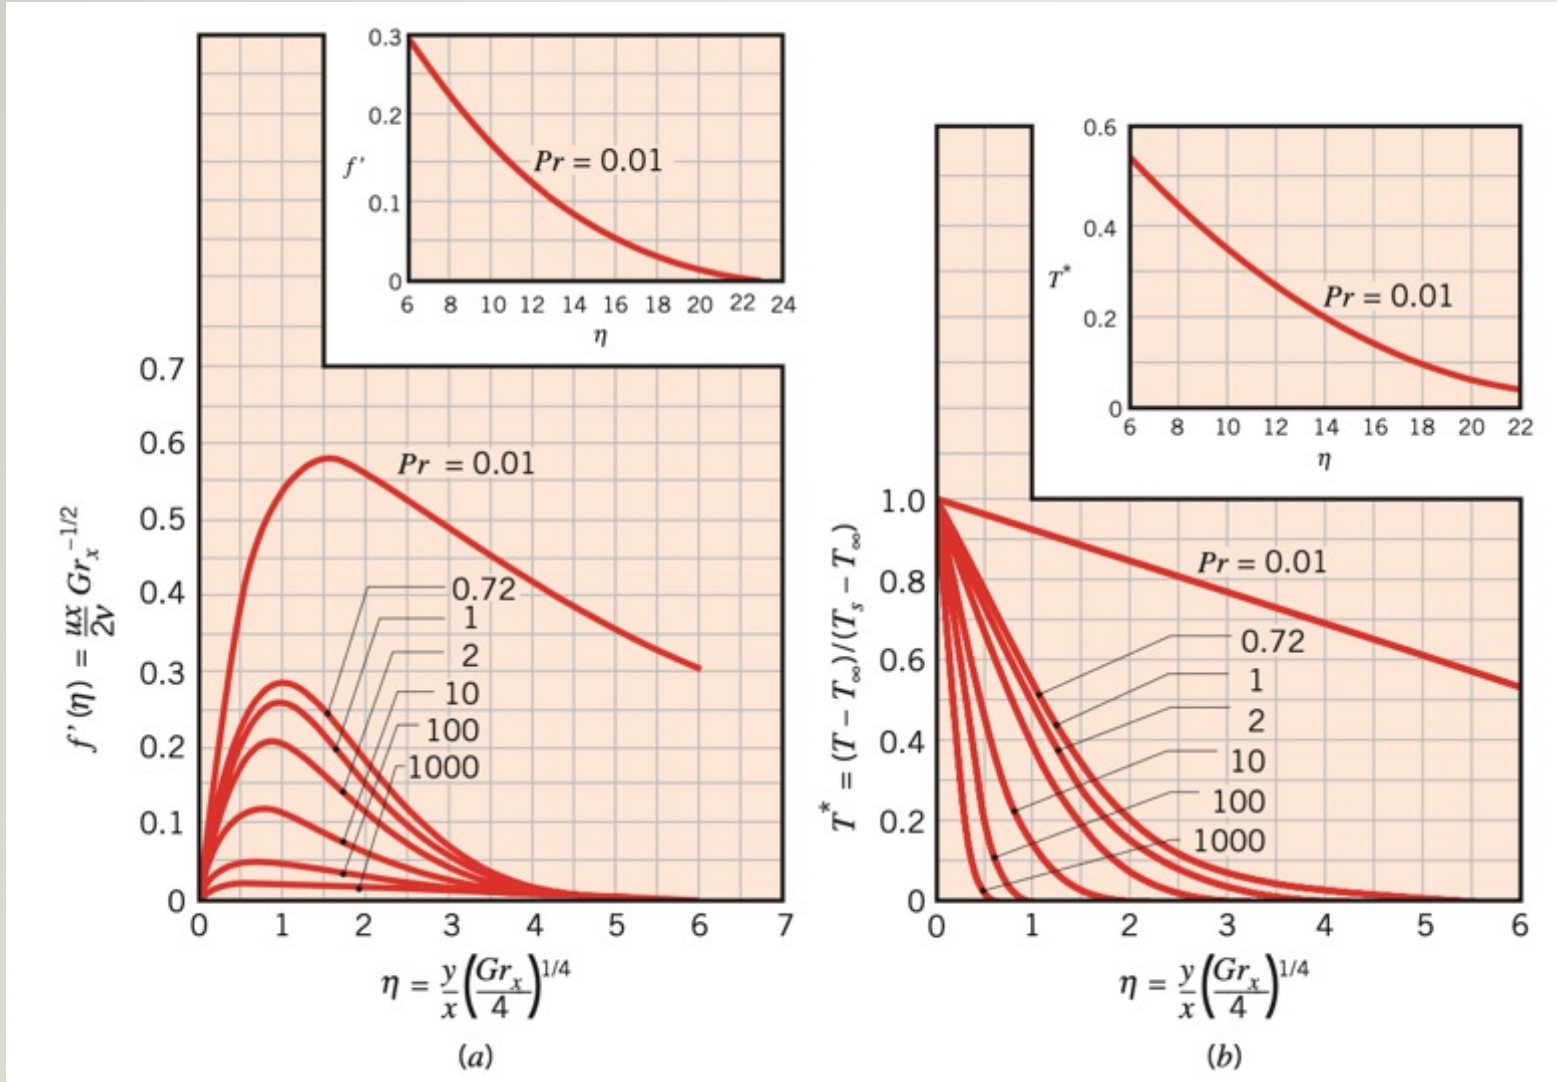 0.3
0.2
f'
Pr = 0.01
0.1
0
6 8 10 12 14 16 18 20 22 24
η
0.7
0.6
Pr = 0.01
0.5
0.4
0.72
1
2
10
100
1000
0.3
0.2
0.1
0
f'(η) = ux/2ν Gr_x^{-1/2}
0 1 2 3 4 5 6 7
η = y/x (Gr_x/4)^{1/4}
(a)
0.6
0.4
T*
Pr = 0.01
0.2
0
6 8 10 12 14 16 18 20 22
η
1.0
Pr = 0.01
0.8
0.72
0.6
1
2
0.4
10
100
0.2
1000
0
T* = (T − T∞)/(T_s − T∞)
0 1 2 3 4 5 6
η = y/x (Gr_x/4)^{1/4}
(b)